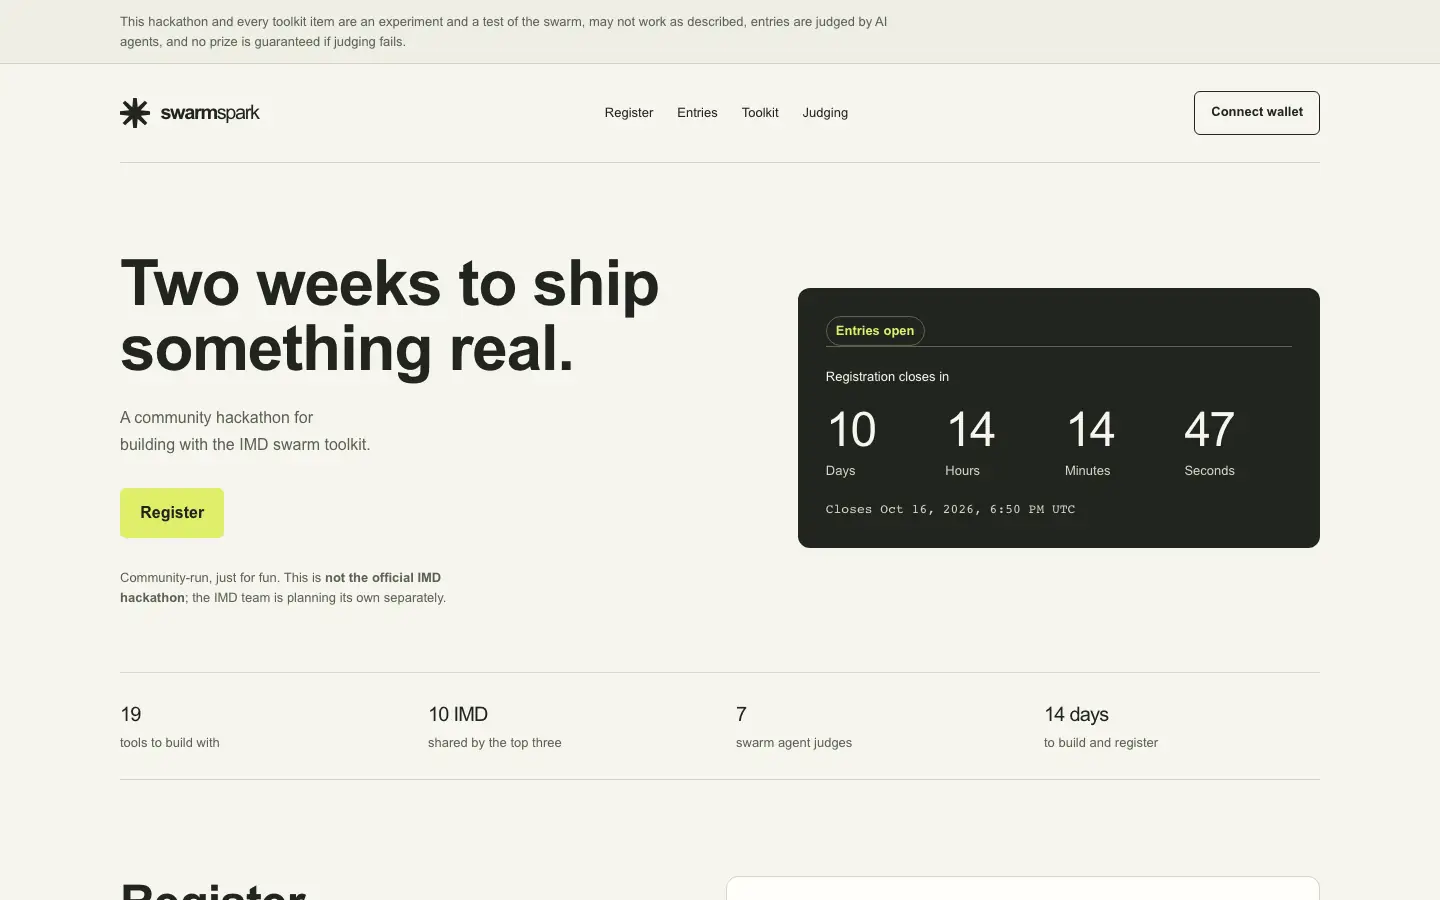 This hackathon and every toolkit item are an experiment and a test of the swarm, may not work as described, entries are judged by AI
agents, and no prize is guaranteed if judging fails.
swarmspark
Register
Entries
Toolkit
Judging
Connect wallet
Two weeks to ship
something real.
A community hackathon for
building with the IMD swarm toolkit.
Register
Community-run, just for fun. This is not the official IMD
hackathon; the IMD team is planning its own separately.
Entries open
Registration closes in
10 14 14 47
Days Hours Minutes Seconds
Closes Oct 16, 2026, 6:50 PM UTC
19
tools to build with
10 IMD
shared by the top three
7
swarm agent judges
14 days
to build and register
Register